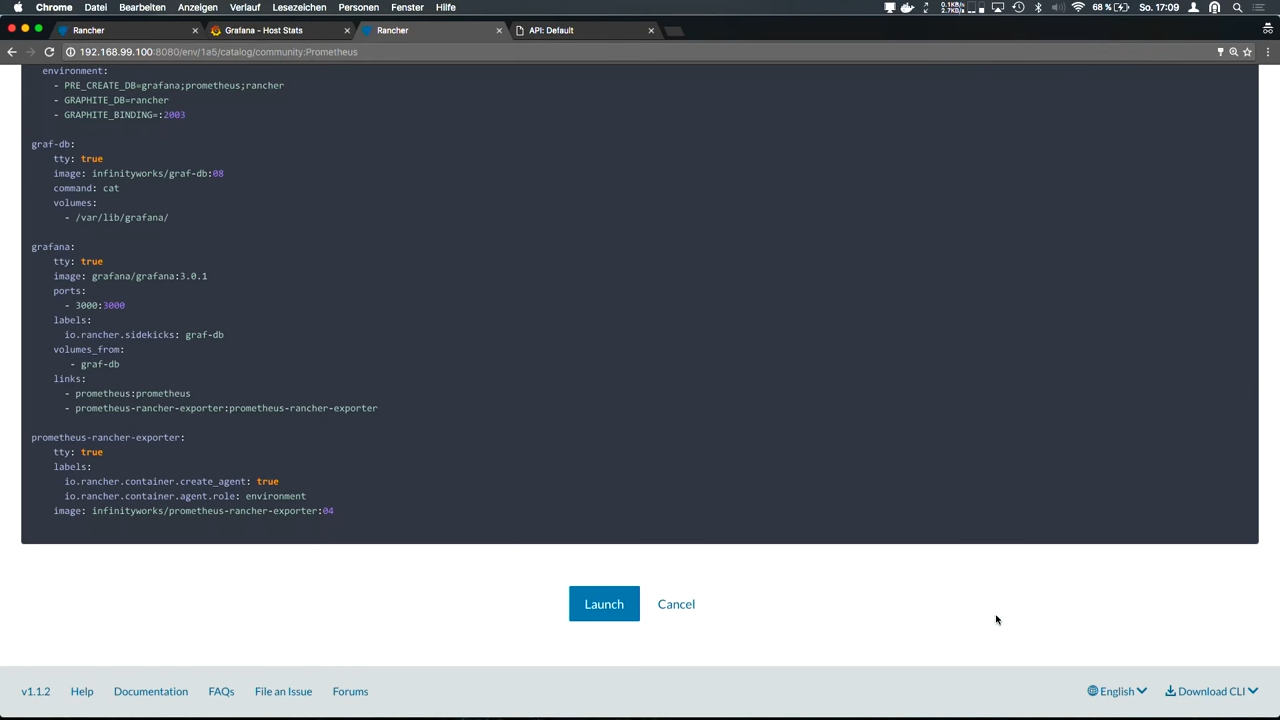 Chrome Datei Bearbeiten Anzeigen Verlauf Lesezeichen Personen Fenster Hilfe 68 % So. 17:09
Rancher Grafana - Host Stats Rancher API: Default
192.168.99.100:8080/env/1a5/catalog/community:Prometheus
environment:
- PRE_CREATE_DB=grafana;prometheus;rancher
- GRAPHITE_DB=rancher
- GRAPHITE_BINDING=:2003
graf-db:
tty: true
image: infinityworks/graf-db:08
command: cat
volumes:
- /var/lib/grafana/
grafana:
tty: true
image: grafana/grafana:3.0.1
ports:
- 3000:3000
labels:
io.rancher.sidekicks: graf-db
volumes_from:
- graf-db
links:
- prometheus:prometheus
- prometheus-rancher-exporter:prometheus-rancher-exporter
prometheus-rancher-exporter:
tty: true
labels:
io.rancher.container.create_agent: true
io.rancher.container.agent.role: environment
image: infinityworks/prometheus-rancher-exporter:04
Launch Cancel
v1.1.2 Help Documentation FAQs File an Issue Forums English Download CLI